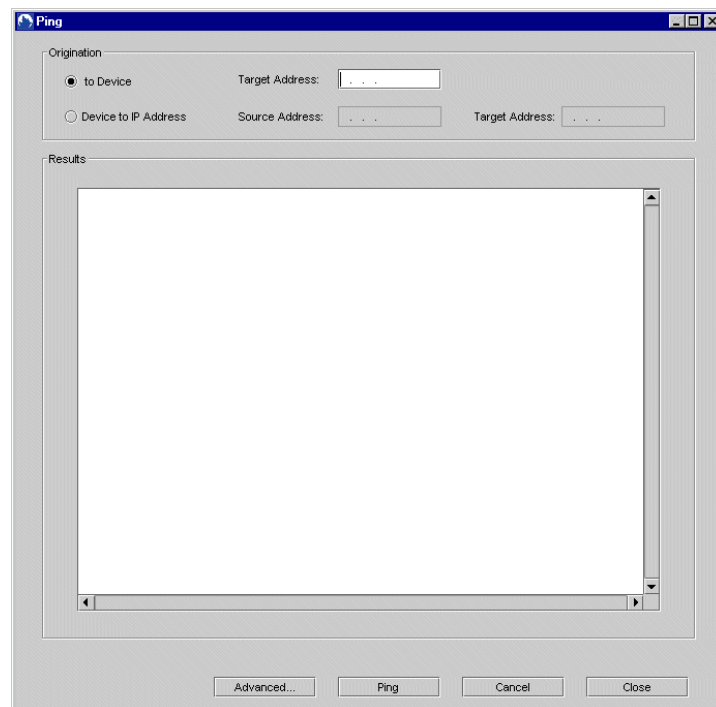 Ping
Origination
to Device Target Address: . . .
Device to IP Address Source Address: . . . Target Address: . . .
Results
Advanced... Ping Cancel Close